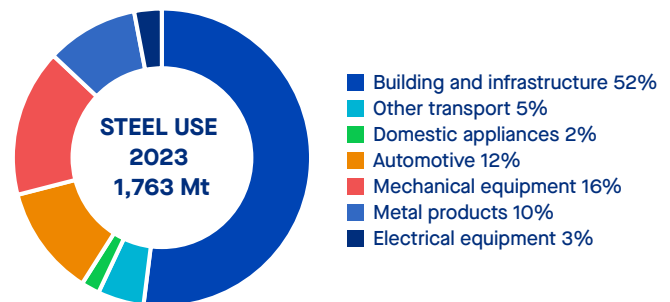 STEEL USE
2023
1,763 Mt
Building and infrastructure 52%
Other transport 5%
Domestic appliances 2%
Automotive 12%
Mechanical equipment 16%
Metal products 10%
Electrical equipment 3%